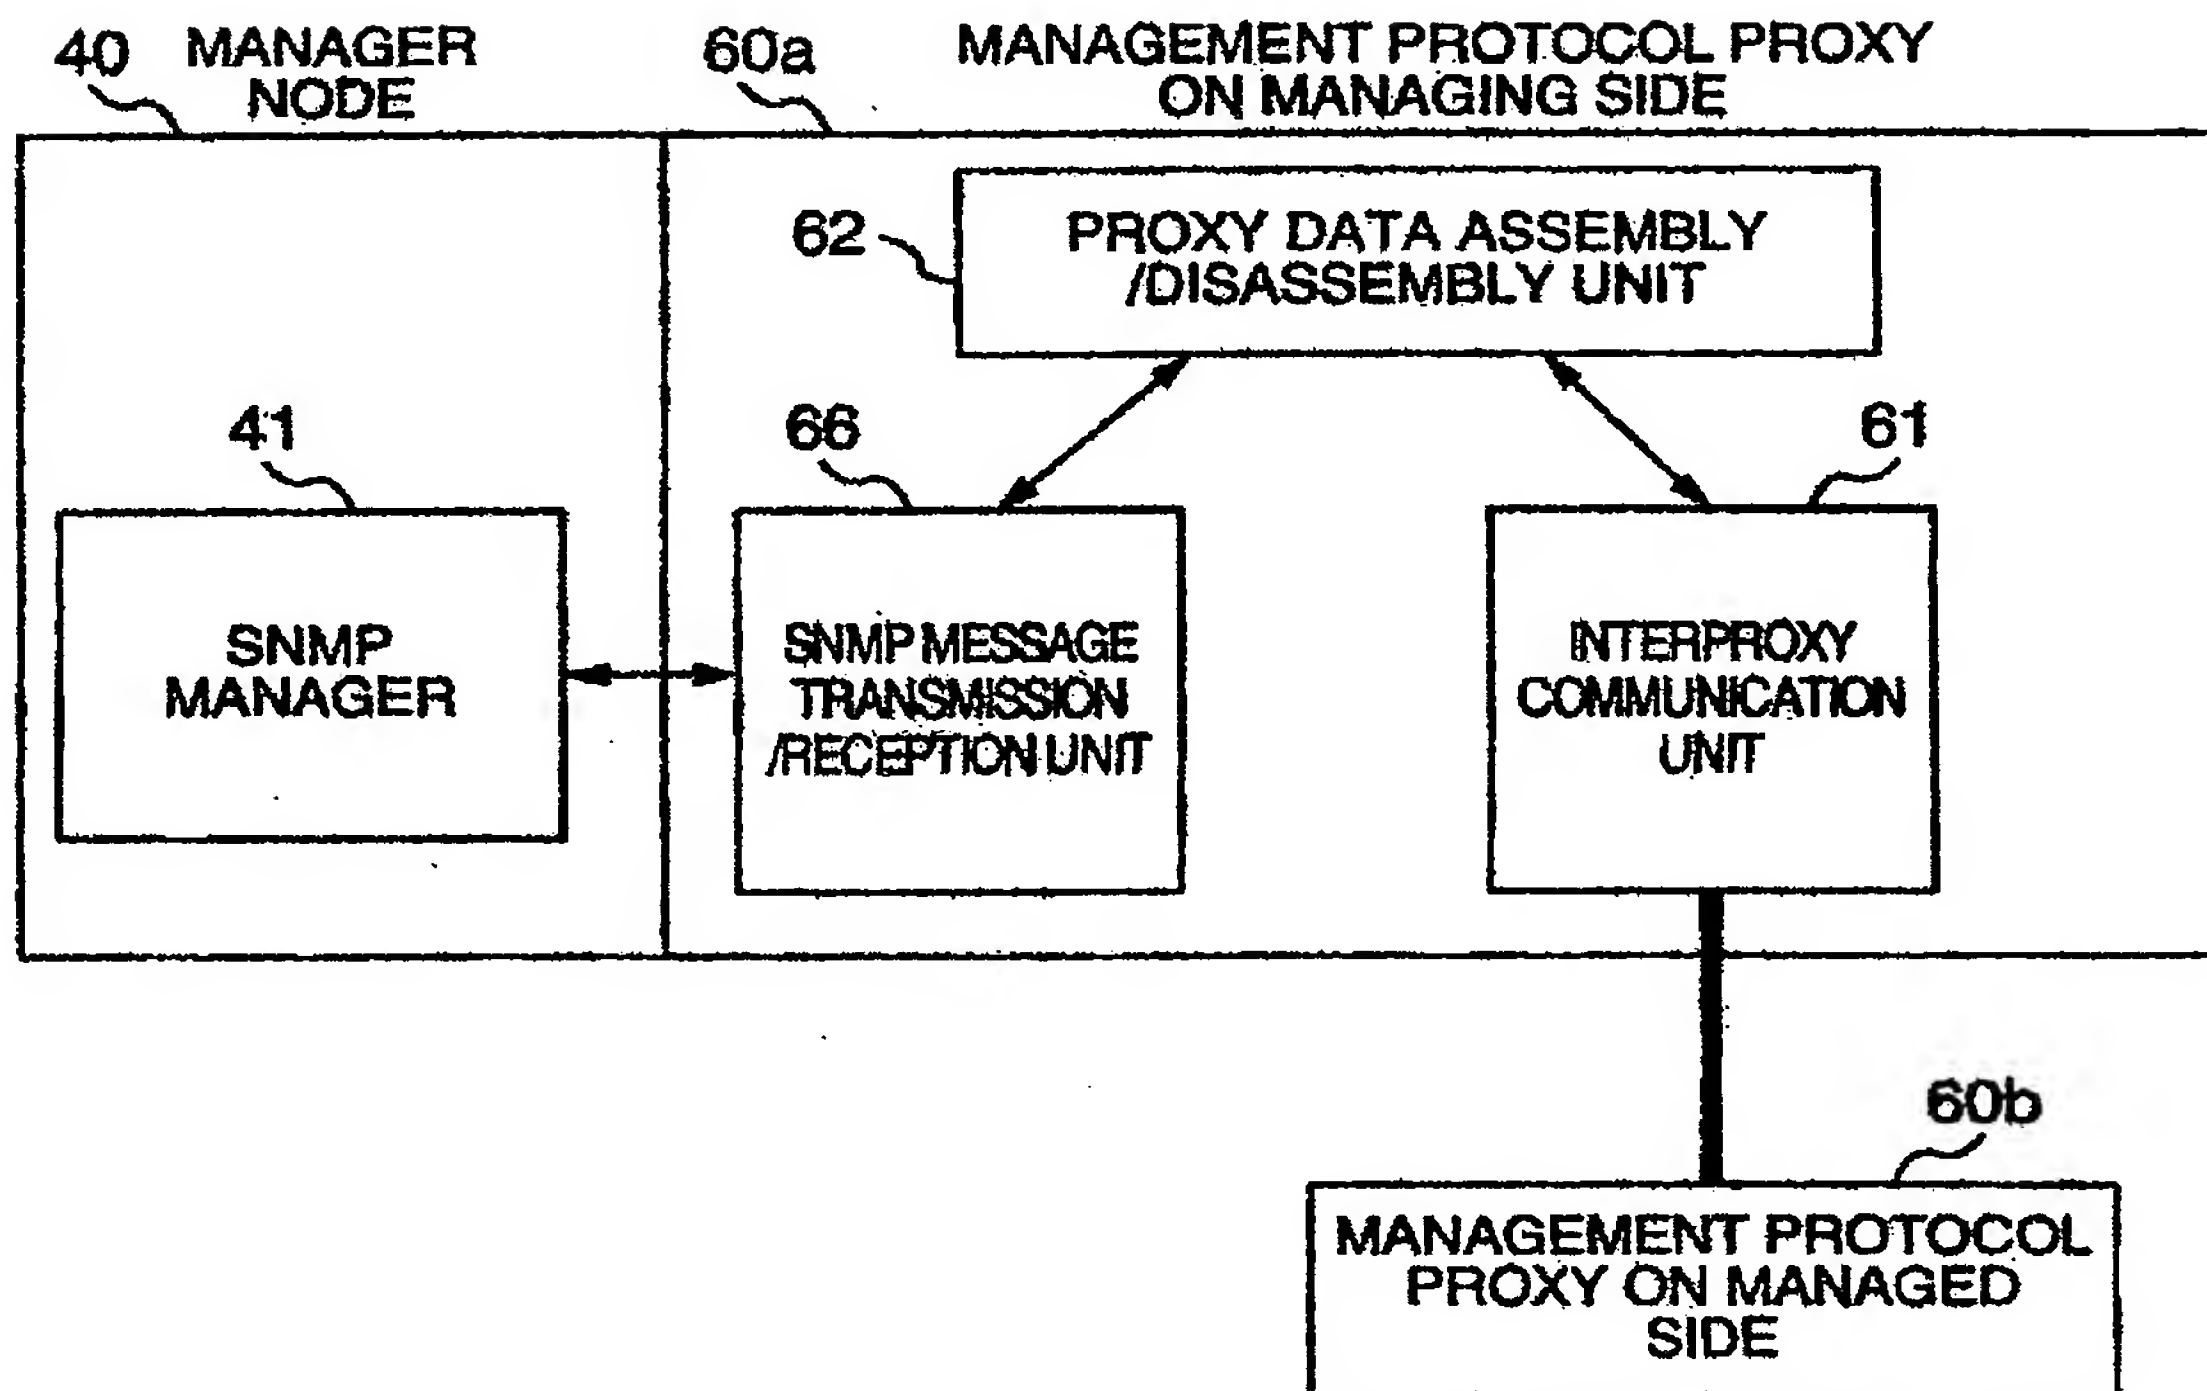 40
MANAGER
NODE
60a
MANAGEMENT PROTOCOL PROXY
ON MANAGING SIDE
62
PROXY DATA ASSEMBLY
/DISASSEMBLY UNIT
41
66
61
SNMP
MANAGER
SNMP MESSAGE
TRANSMISSION
/RECEPTION UNIT
INTERPROXY
COMMUNICATION
UNIT
60b
MANAGEMENT PROTOCOL
PROXY ON MANAGED
SIDE